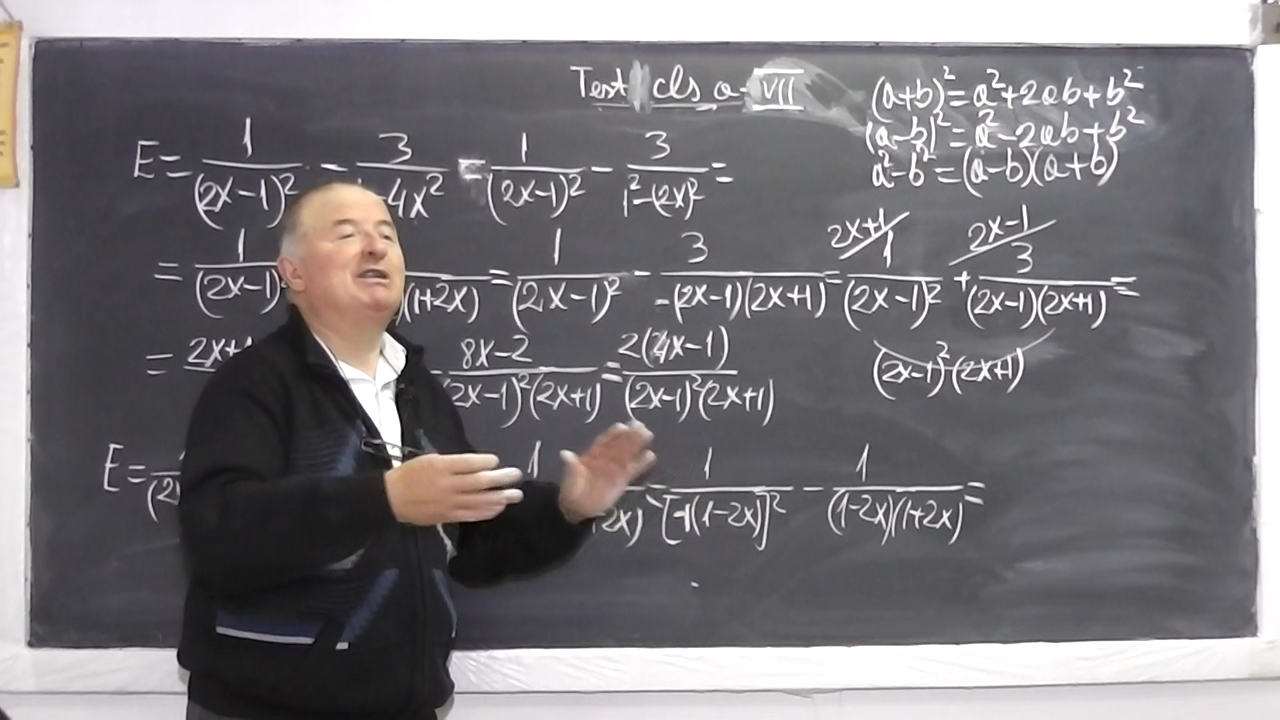 Test cls a VII
(a+b)²=a²+2ab+b²
(a-b)²=a²-2ab+b²
a²-b²=(a-b)(a+b)
E= 1/(2x-1)² - 3/ -4x² = 1/(2x-1)² - 3/(1²-(2x)²) =
= 1/(2x-1) (1+2x) = 1/(2x-1)² - 3/(-(2x-1)(2x+1)) = 2x+1) 1/(2x-1)² + 2x-1) 3/((2x-1)(2x+1)) =
= 2x+ 8x-2/((2x-1)²(2x+1)) = 2(4x-1)/((2x-1)²(2x+1))
(2x-1)²(2x+1)
E= (2 1 2x) 1/[-1(1-2x)]² - 1/((1-2x)(1+2x)) =